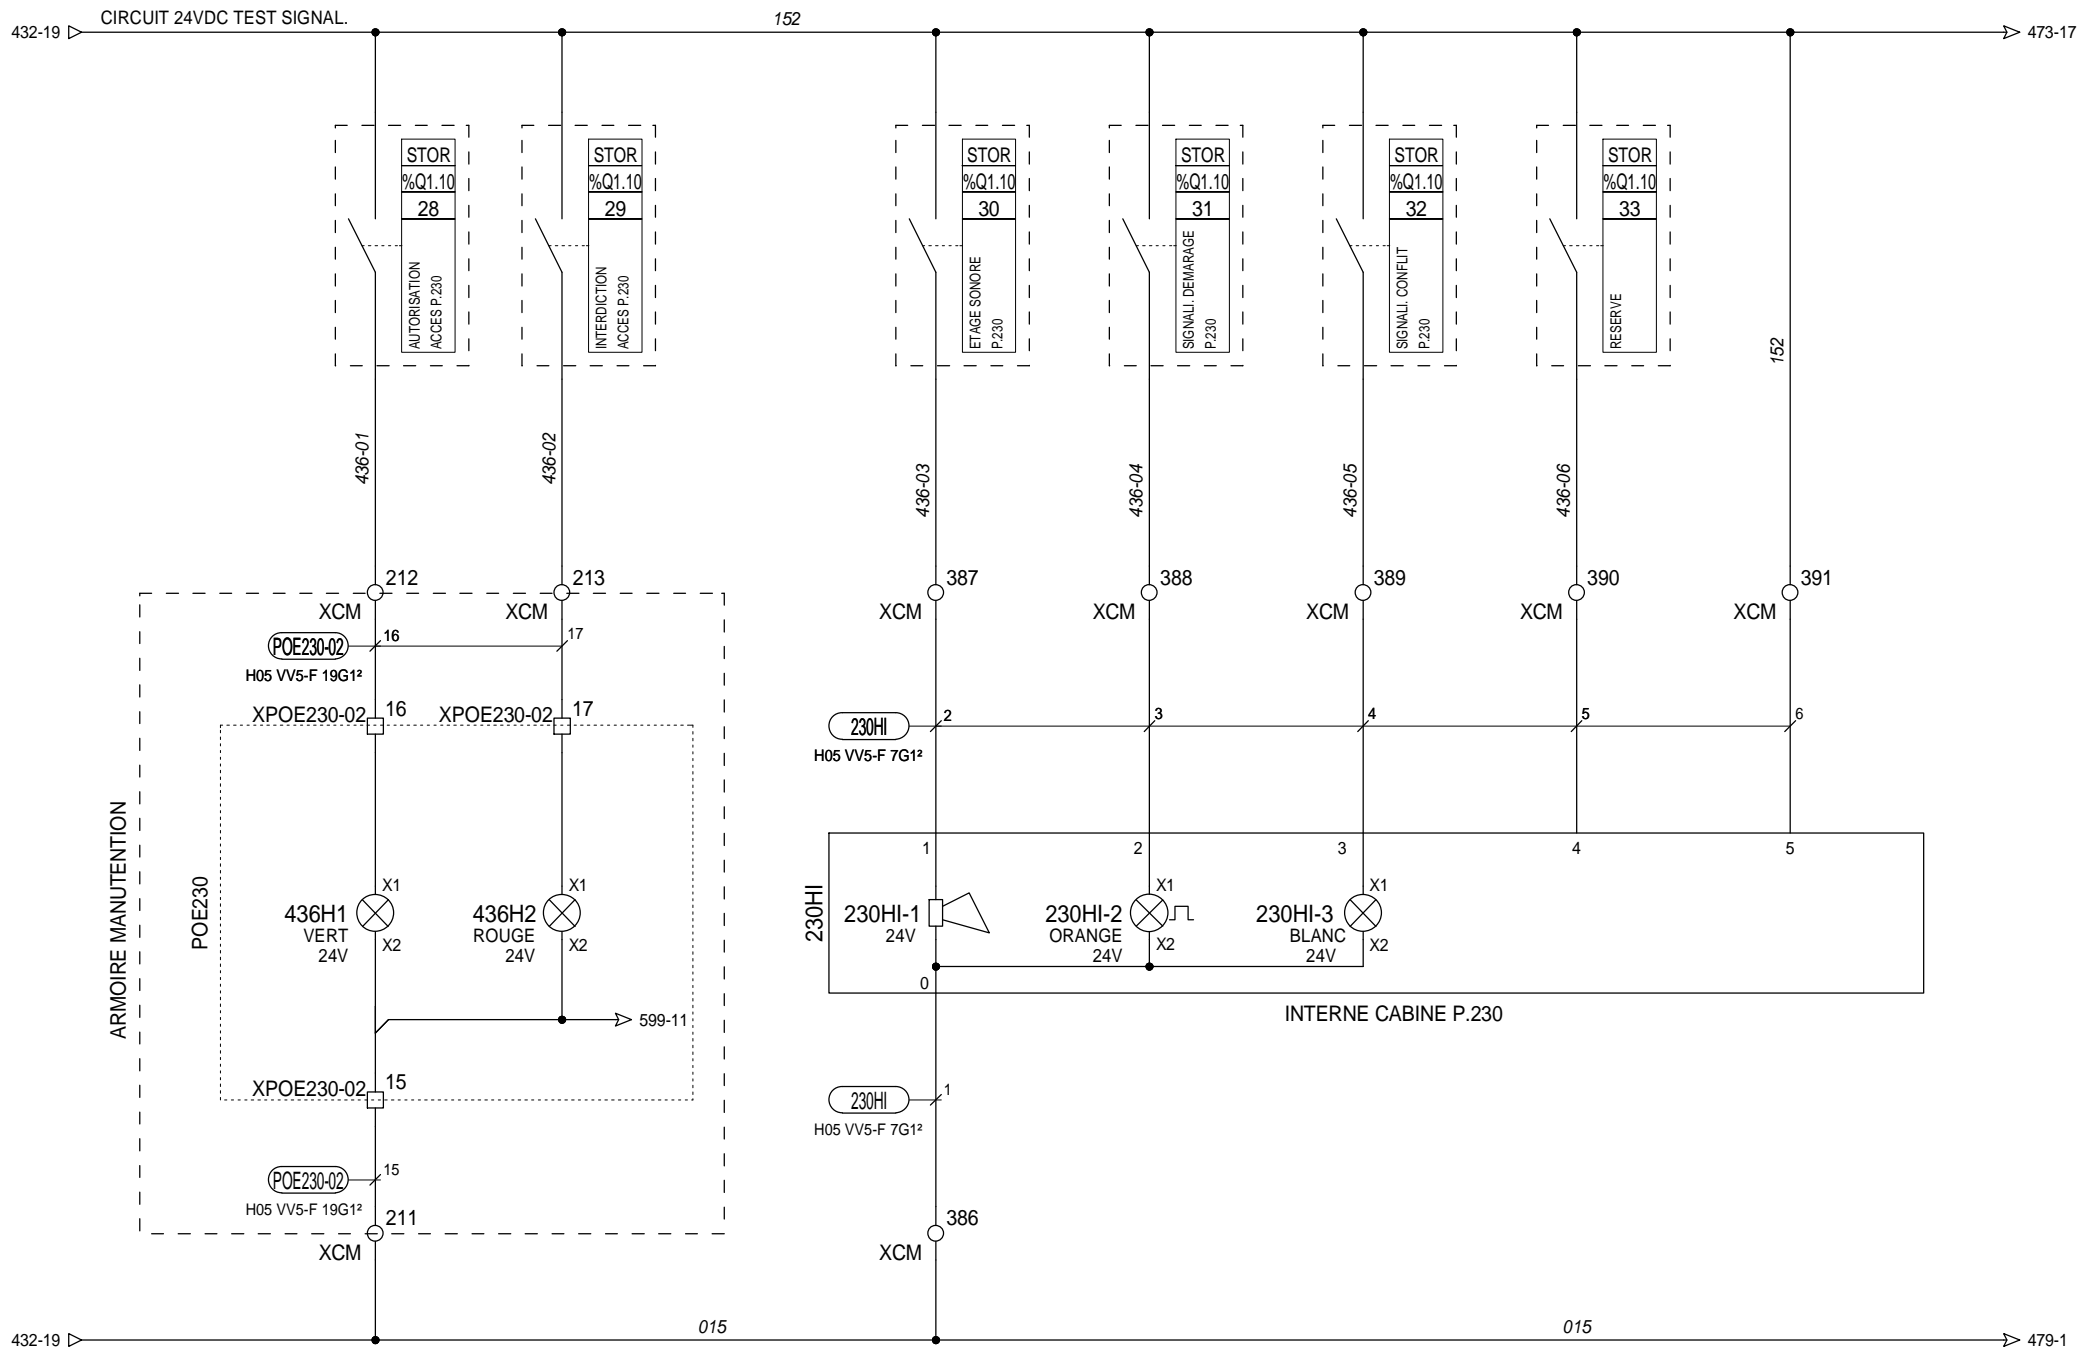 CIRCUIT 24VDC TEST SIGNAL.
152
432-19
473-17
STOR
%Q1.10
28
AUTORISATION
ACCES P.230
STOR
%Q1.10
29
INTERDICTION
ACCES P.230
STOR
%Q1.10
30
ETAGE SONORE
P.230
STOR
%Q1.10
31
SIGNALI. DEMARAGE
P.230
STOR
%Q1.10
32
SIGNALI. CONFLIT
P.230
STOR
%Q1.10
33
RESERVE
152
436-01
436-02
436-03
436-04
436-05
436-06
212
XCM
213
XCM
387
XCM
388
XCM
389
XCM
390
XCM
391
XCM
POE230-02
16
17
H05 VV5-F 19G1²
XPOE230-02
16
XPOE230-02
17
230HI
2
3
4
5
6
H05 VV5-F 7G1²
ARMOIRE MANUTENTION
POE230
436H1
VERT
24V
X1
X2
436H2
ROUGE
24V
X1
X2
599-11
230HI
1
2
3
4
5
230HI-1
24V
230HI-2
ORANGE
24V
X1
X2
230HI-3
BLANC
24V
X1
X2
0
INTERNE CABINE P.230
XPOE230-02
15
230HI
1
H05 VV5-F 7G1²
POE230-02
15
H05 VV5-F 19G1²
211
XCM
386
XCM
432-19
015
015
479-1